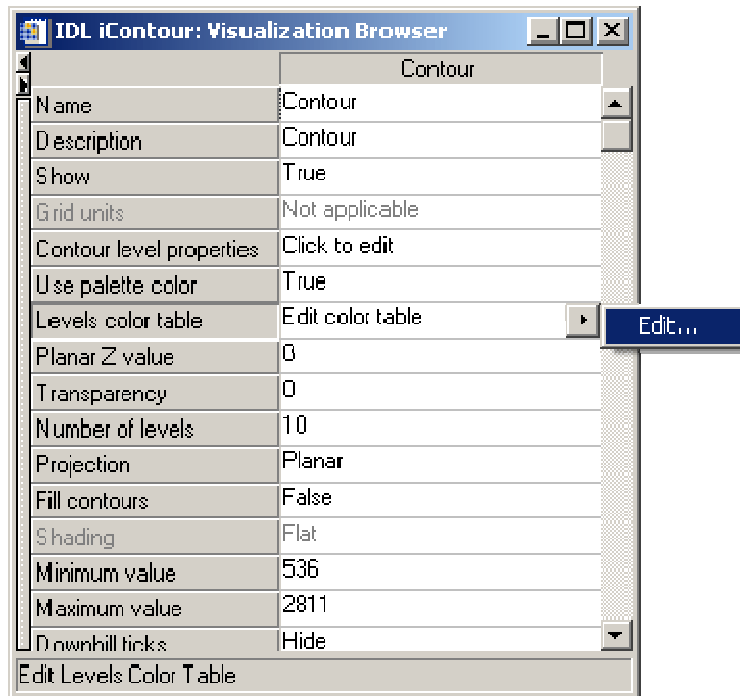 IDL iContour: Visualization Browser
Contour
Name Contour
Description Contour
Show True
Grid units Not applicable
Contour level properties Click to edit
Use palette color True
Levels color table Edit color table
Edit...
Planar Z value 0
Transparency 0
Number of levels 10
Projection Planar
Fill contours False
Shading Flat
Minimum value 536
Maximum value 2811
Downhill ticks Hide
Edit Levels Color Table